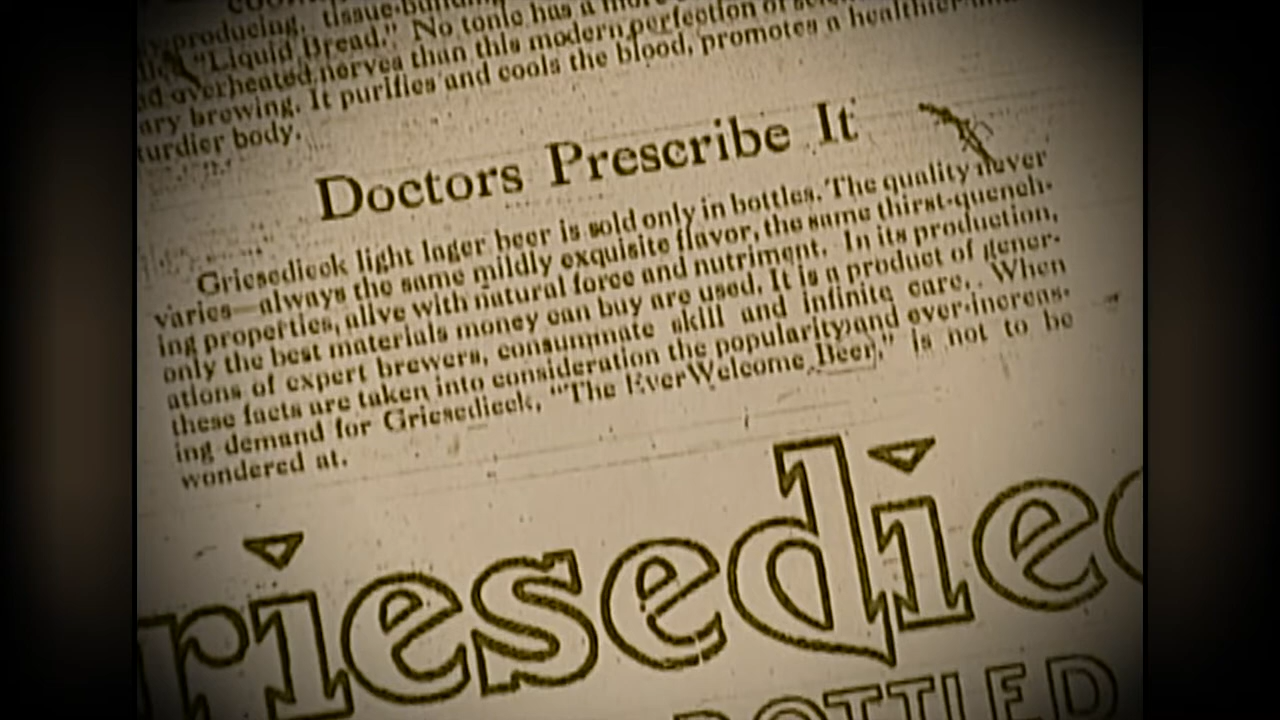 producing, tissue-building
"Liquid Bread." No tonic has a more
overheated nerves than this modern perfection of
ary brewing. It purifies and cools the blood, promotes a healthier
turdier body.
Doctors Prescribe It
Griesedieck light lager beer is sold only in bottles. The quality never
varies—always the same mildly exquisite flavor, the same thirst-quench-
ing properties, alive with natural force and nutriment. In its production,
only the best materials money can buy are used. It is a product of gener-
ations of expert brewers, consummate skill and infinite care. When
these facts are taken into consideration the popularity and ever-increas-
ing demand for Griesedieck, "The Ever Welcome Beer," is not to be
wondered at.
riesediec
BOTTLED